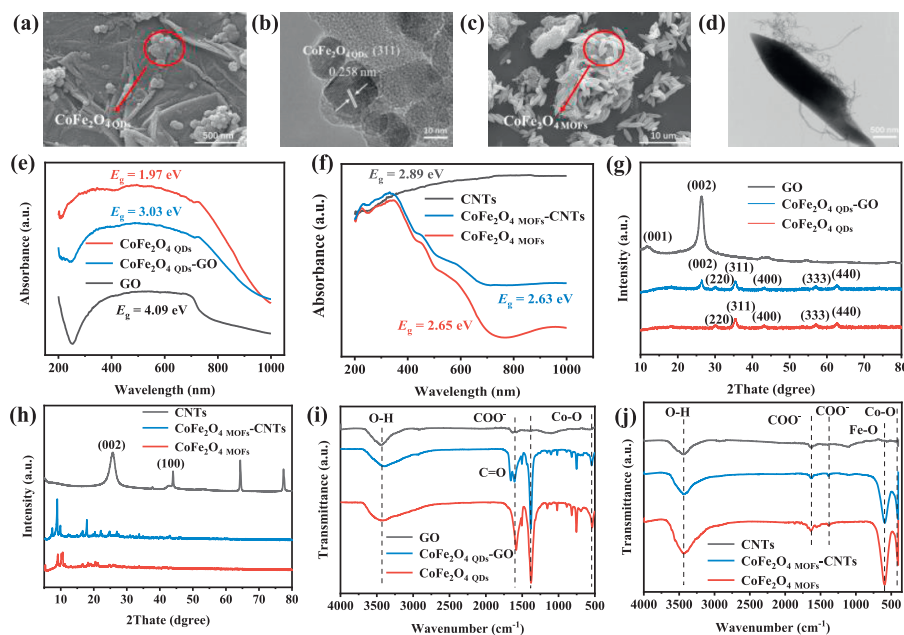 (a)
CoFe2O4 QDs
500 nm
(b)
CoFe2O4 QDs (311)
0.258 nm
10 nm
(c)
CoFe2O4 MOFs
10 um
(d)
500 nm
(e)
Eg = 1.97 eV
Eg = 3.03 eV
CoFe2O4 QDs
CoFe2O4 QDs-GO
GO
Eg = 4.09 eV
Absorbance (a.u.)
200 400 600 800 1000
Wavelength (nm)
(f)
Eg = 2.89 eV
CNTs
CoFe2O4 MOFs-CNTs
CoFe2O4 MOFs
Eg = 2.63 eV
Eg = 2.65 eV
Absorbance (a.u.)
200 400 600 800 1000
Wavelength (nm)
(g)
GO
CoFe2O4 QDs-GO
CoFe2O4 QDs
(002)
(001)
(002) (220) (311) (400) (333) (440)
(220) (311) (400) (333) (440)
Intensity (a.u.)
10 20 30 40 50 60 70 80
2Thate (dgree)
(h)
CNTs
CoFe2O4 MOFs-CNTs
CoFe2O4 MOFs
(002)
(100)
Intensity (a.u.)
10 20 30 40 50 60 70 80
2Thate (dgree)
(i)
O-H
COO-
Co-O
C=O
GO
CoFe2O4 QDs-GO
CoFe2O4 QDs
Transmittance (a.u.)
4000 3500 3000 2500 2000 1500 1000 500
Wavenumber (cm-1)
(j)
O-H
COO-
COO-
Co-O
Fe-O
CNTs
CoFe2O4 MOFs-CNTs
CoFe2O4 MOFs
Transmittance (a.u.)
4000 3500 3000 2500 2000 1500 1000 500
Wavenumber (cm-1)